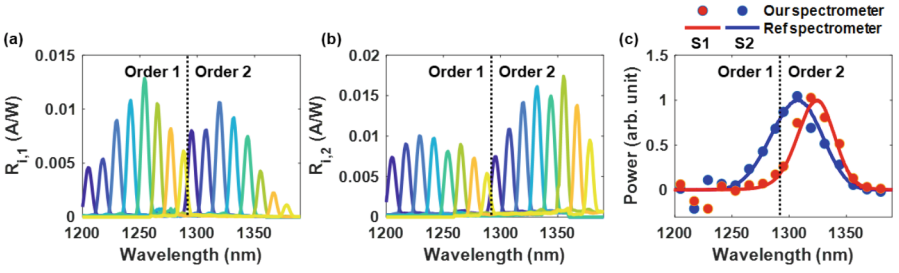 Our spectrometer
Ref spectrometer
S1 S2
(a) (b) (c)
0.015
0.01
0.005
0
R_i,1 (A/W)
Order 1 Order 2
1200 1250 1300 1350
Wavelength (nm)
0.02
0.015
0.01
0.005
0
R_i,2 (A/W)
Order 1 Order 2
1200 1250 1300 1350
Wavelength (nm)
1.5
1
0.5
0
Power (arb. unit)
Order 1 Order 2
1200 1250 1300 1350
Wavelength (nm)